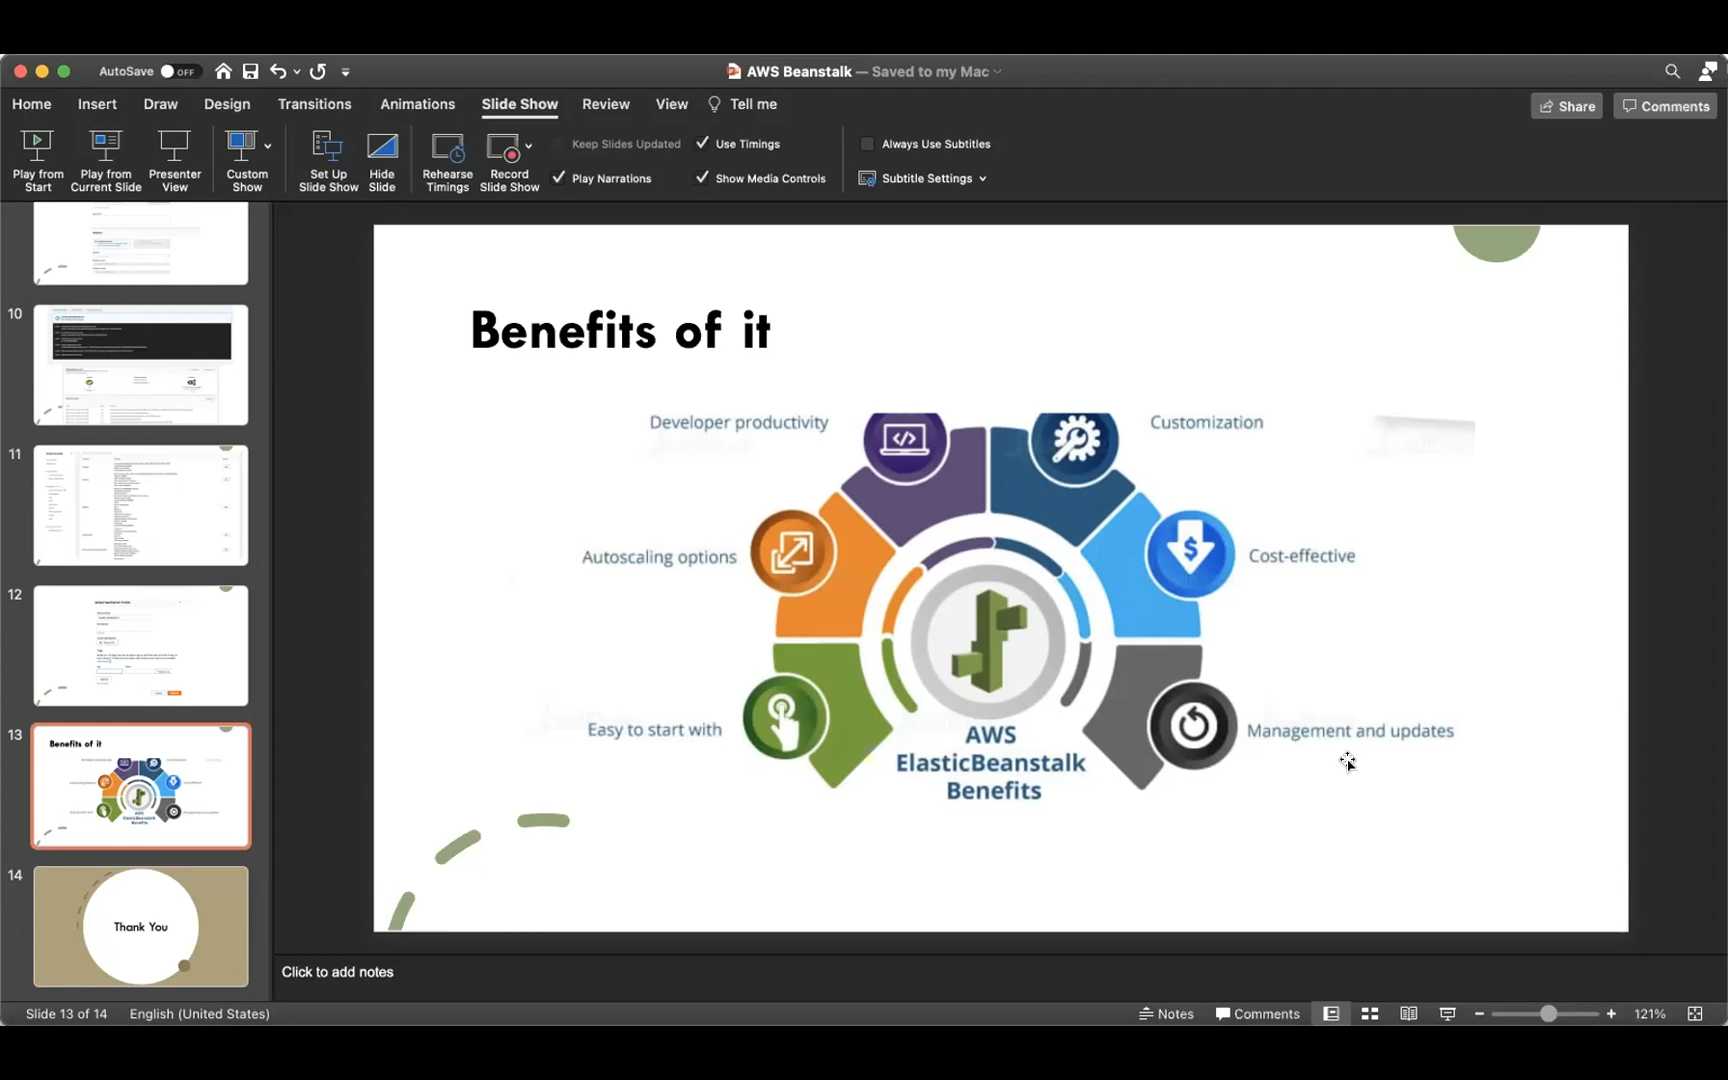 AutoSave OFF
AWS Beanstalk — Saved to my Mac
Home Insert Draw Design Transitions Animations Slide Show Review View Tell me
Share Comments
Play from Start
Play from Current Slide
Presenter View
Custom Show
Set Up Slide Show
Hide Slide
Rehearse Timings
Record Slide Show
Keep Slides Updated
Play Narrations
Use Timings
Show Media Controls
Always Use Subtitles
Subtitle Settings
10
11
12
13
Benefits of it
AWS
ElasticBeanstalk
Benefits
14
Thank You
Benefits of it
Developer productivity
Customization
Autoscaling options
Cost-effective
Easy to start with
Management and updates
AWS
ElasticBeanstalk
Benefits
Click to add notes
Slide 13 of 14 English (United States)
Notes Comments 121%